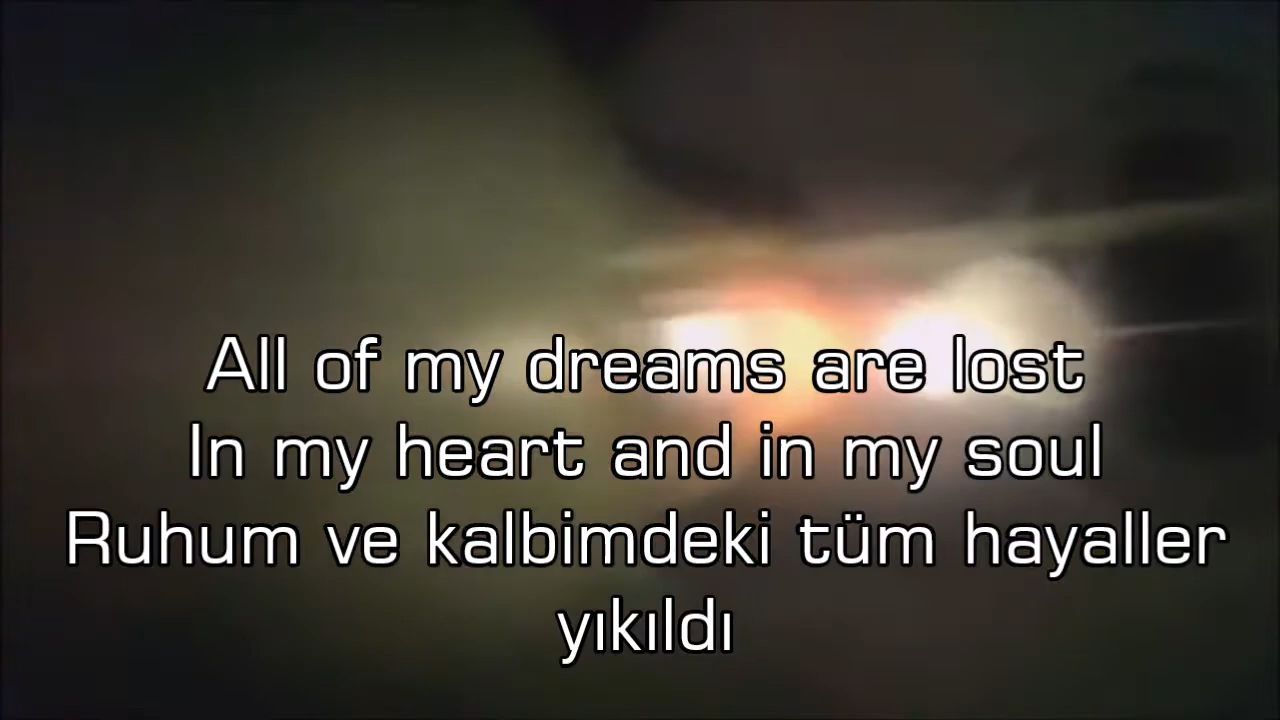 All of my dreams are lost
In my heart and in my soul
Ruhum ve kalbimdeki tüm hayaller
yıkıldı